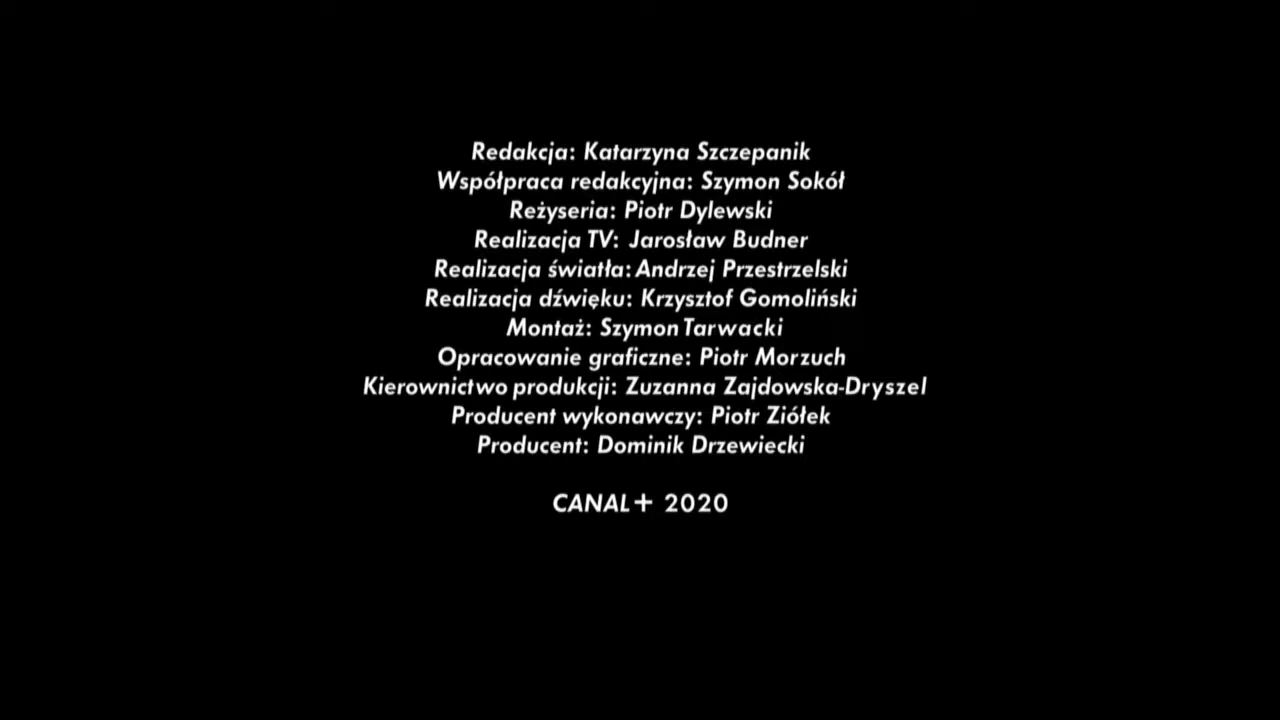 Redakcja: Katarzyna Szczepanik
Współpraca redakcyjna: Szymon Sokół
Reżyseria: Piotr Dylewski
Realizacja TV: Jarosław Budner
Realizacja światła: Andrzej Przestrzelski
Realizacja dźwięku: Krzysztof Gomoliński
Montaż: Szymon Tarwacki
Opracowanie graficzne: Piotr Morzuch
Kierownictwo produkcji: Zuzanna Zajdowska-Dryszel
Producent wykonawczy: Piotr Ziółek
Producent: Dominik Drzewiecki
CANAL+ 2020